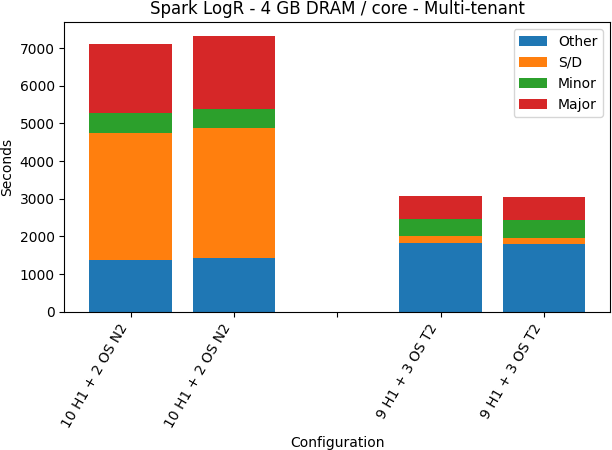 Spark LogR - 4 GB DRAM / core - Multi-tenant
Other
S/D
Minor
Major
Seconds
7000
6000
5000
4000
3000
2000
1000
0
10 H1 + 2 OS N2
10 H1 + 2 OS N2
9 H1 + 3 OS T2
9 H1 + 3 OS T2
Configuration